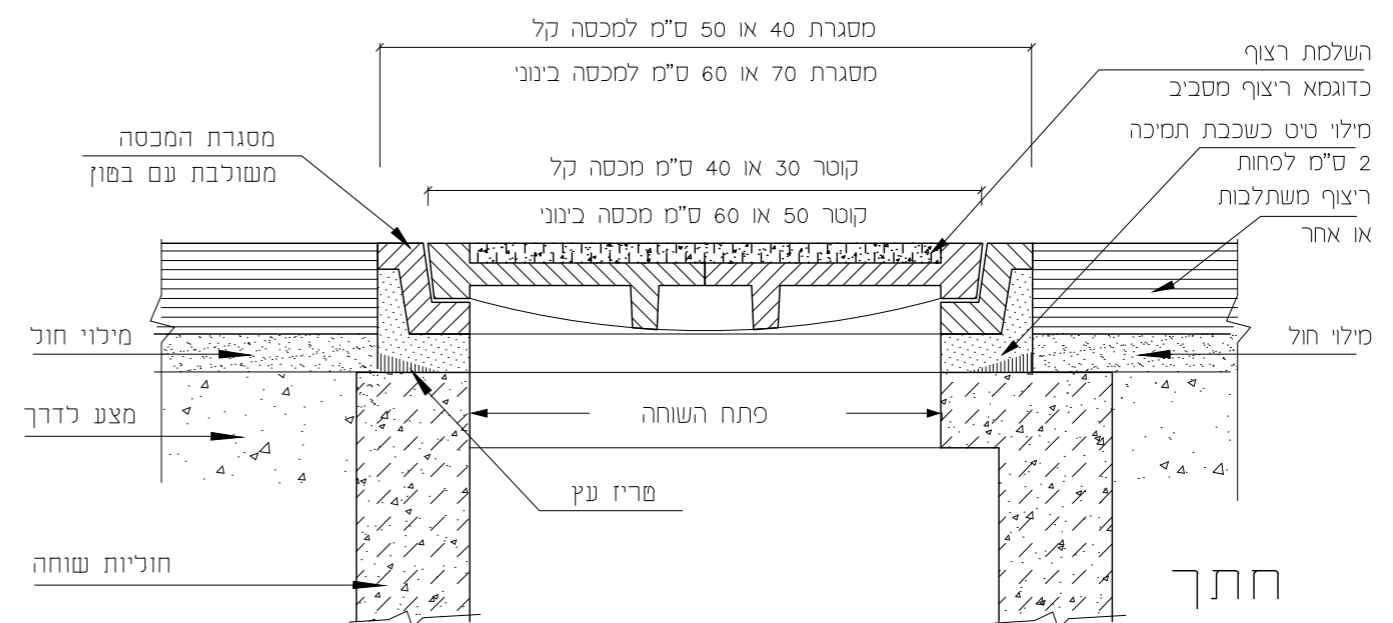 מסגרת 40 או 50 ס"מ למכסה קל
מסגרת 70 או 60 ס"מ למכסה בינוני
השלמת רצוף
כדוגמא ריצוף מסביב
מילוי טיט כשכבת תמיכה
2 ס"מ לפחות
ריצוף משתלבות
או אחר
מסגרת המכסה
משולבת עם בטון
קוטר 30 או 40 ס"מ מכסה קל
קוטר 50 או 60 ס"מ מכסה בינוני
מילוי חול
מילוי חול
מצע לדרך
פתח השוחה
טריז עץ
חוליות שוחה
חתך